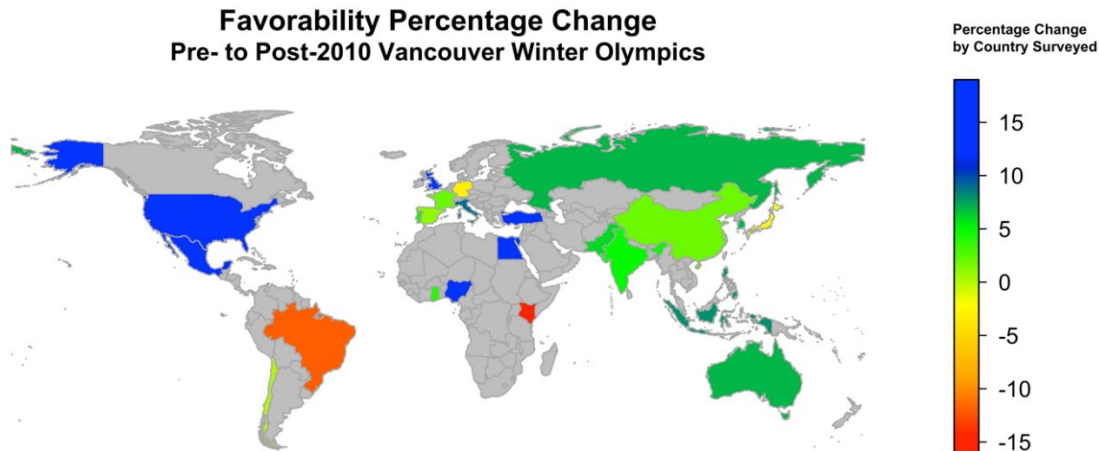 Favorability Percentage Change
Pre- to Post-2010 Vancouver Winter Olympics
Percentage Change
by Country Surveyed
15
10
5
0
-5
-10
-15